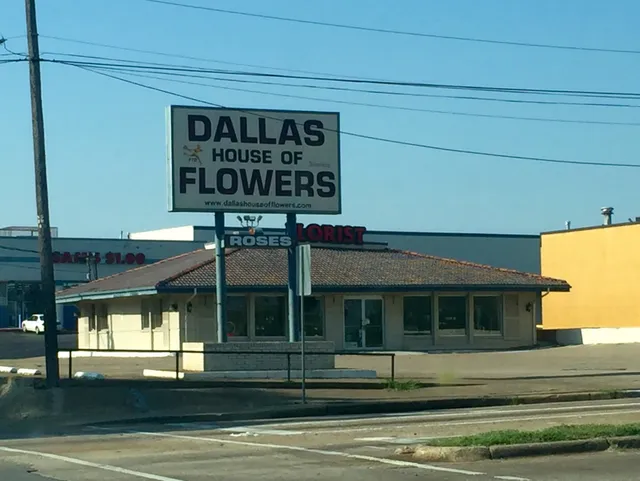 DALLAS
HOUSE OF
FLOWERS
www.dallashouseofflowers.com
ROSES
LORIST
$1.00